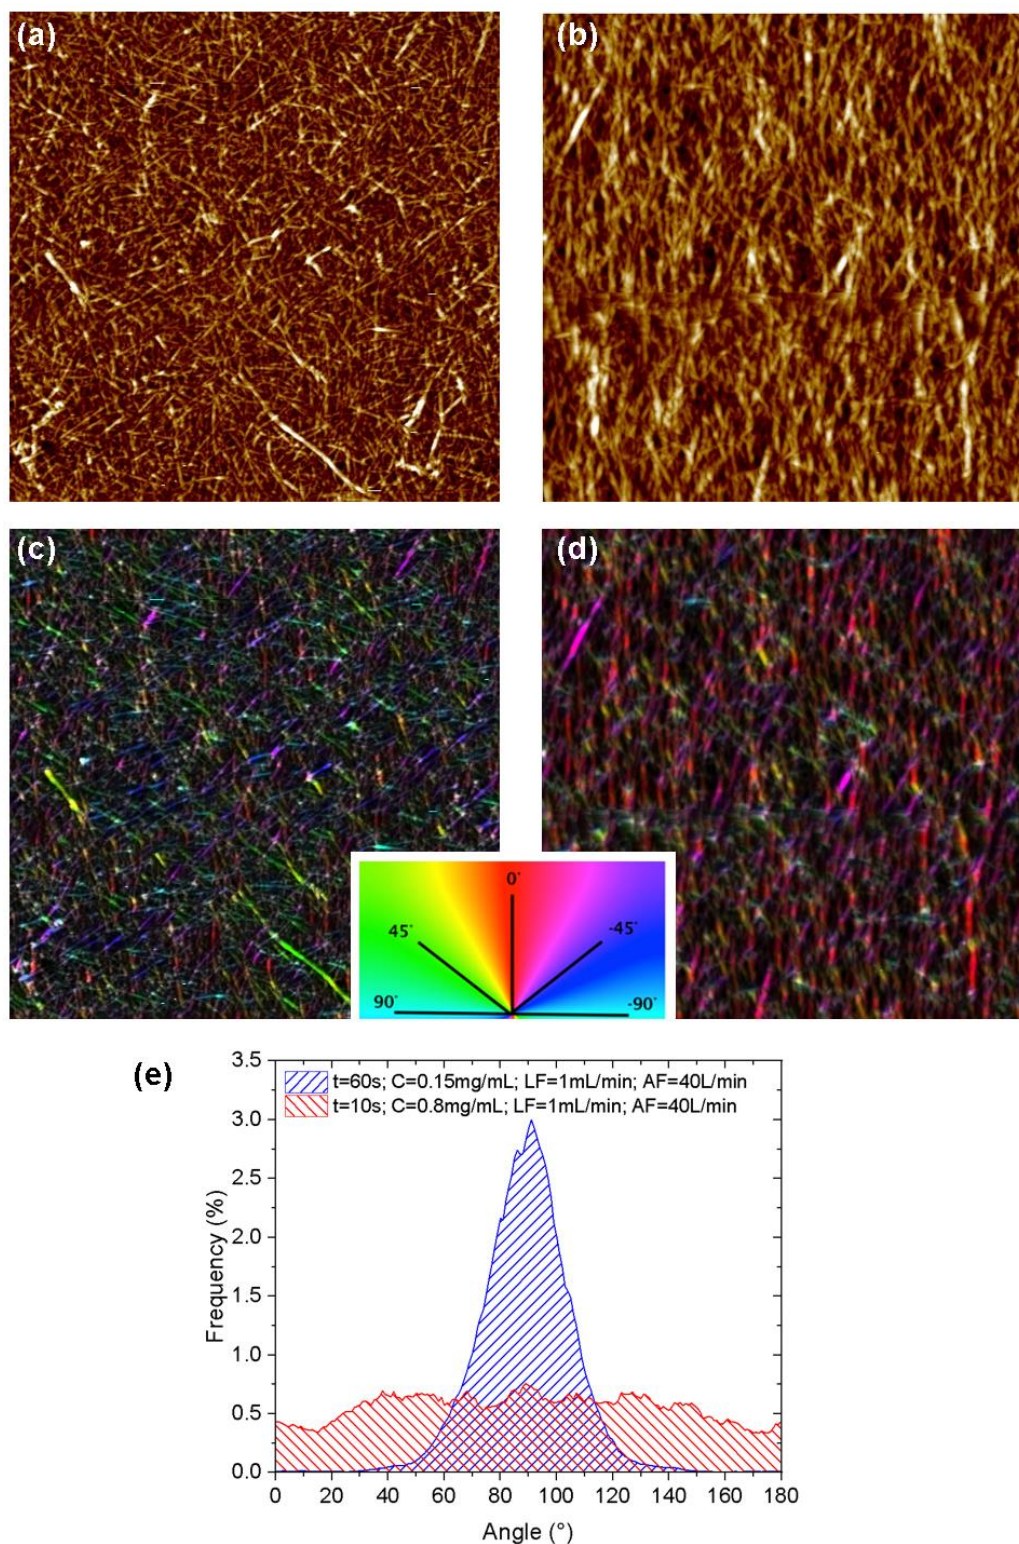 (a)
(b)
(c)
(d)
0°
45°
-45°
90°
-90°
(e)
3.5
3.0
2.5
2.0
1.5
1.0
0.5
0.0
Frequency (%)
t=60s; C=0.15mg/mL; LF=1mL/min; AF=40L/min
t=10s; C=0.8mg/mL; LF=1mL/min; AF=40L/min
0 20 40 60 80 100 120 140 160 180
Angle (°)